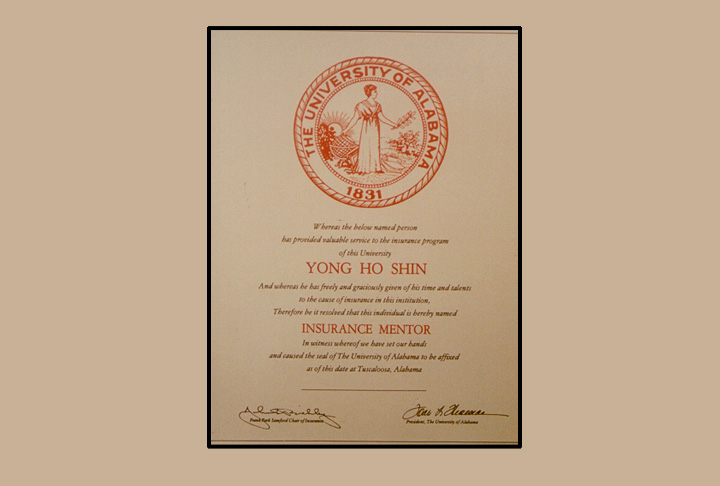 THE UNIVERSITY OF ALABAMA
1831
Whereas the below named person
has provided valuable service to the insurance program
of this University
YONG HO SHIN
And whereas he has freely and graciously given of his time and talents
to the cause of insurance in this institution,
Therefore be it resolved that this individual is hereby named
INSURANCE MENTOR
In witness whereof we have set our hands
and caused the seal of The University of Alabama to be affixed
as of this date at Tuscaloosa, Alabama
Samford Chair of Insurance
President, The University of Alabama